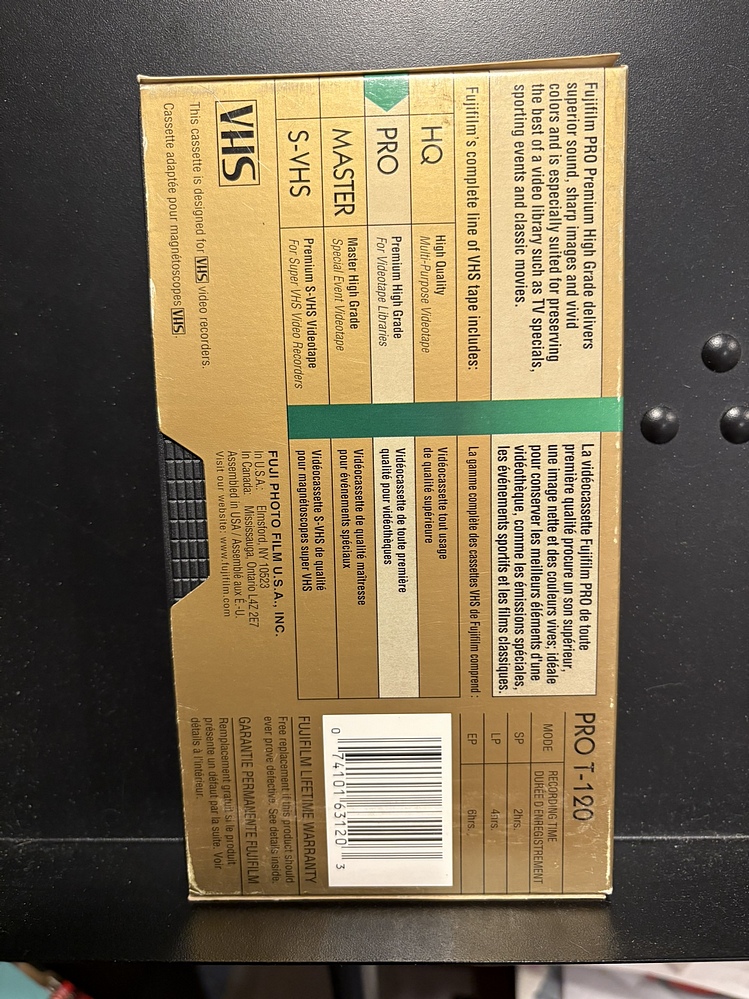 Fujifilm PRO Premium High Grade delivers
superior sound, sharp images and vivid
colors and is especially suited for preserving
the best of a video library such as TV specials,
sporting events and classic movies.
Fujifilm's complete line of VHS tape includes:
HQ
High Quality
Multi-Purpose Videotape
PRO
Premium High Grade
For Videotape Libraries
MASTER
Master High Grade
Special Event Videotape
S-VHS
Premium S-VHS Videotape
For Super VHS Video Recorders
VHS
This cassette is designed for VHS video recorders.
Cassette adaptée pour magnétoscopes VHS.
La vidéocassette Fujifilm PRO de toute
première qualité procure un son supérieur,
une image nette et des couleurs vives; idéale
pour conserver les meilleurs éléments d'une
vidéothèque, comme les émissions spéciales,
les événements sportifs et les films classiques.
La gamme complète des cassettes VHS de Fujifilm comprend :
Vidéocassette tout usage
de qualité supérieure
Vidéocassette de toute première
qualité pour vidéothèques
Vidéocassette de qualité maîtresse
pour événements spéciaux
Vidéocassette S-VHS de qualité
pour magnétoscopes super VHS
FUJI PHOTO FILM U.S.A., INC.
In U.S.A.: Elmsford, NY 10523
In Canada: Mississauga, Ontario L4Z 2E7
Assembled in USA / Assemblé aux É.-U.
Visit our website: www.fujifilm.com
PRO T-120
MODE
RECORDING TIME
DURÉE D'ENREGISTREMENT
SP
2hrs.
LP
4hrs.
EP
6hrs.
0 74101 63120 3
FUJIFILM LIFETIME WARRANTY
Free replacement if this product should
ever prove defective. See details inside.
GARANTIE PERMANENTE FUJIFILM
Remplacement gratuit si le produit
présente un défaut par la suite. Voir
détails à l'intérieur.